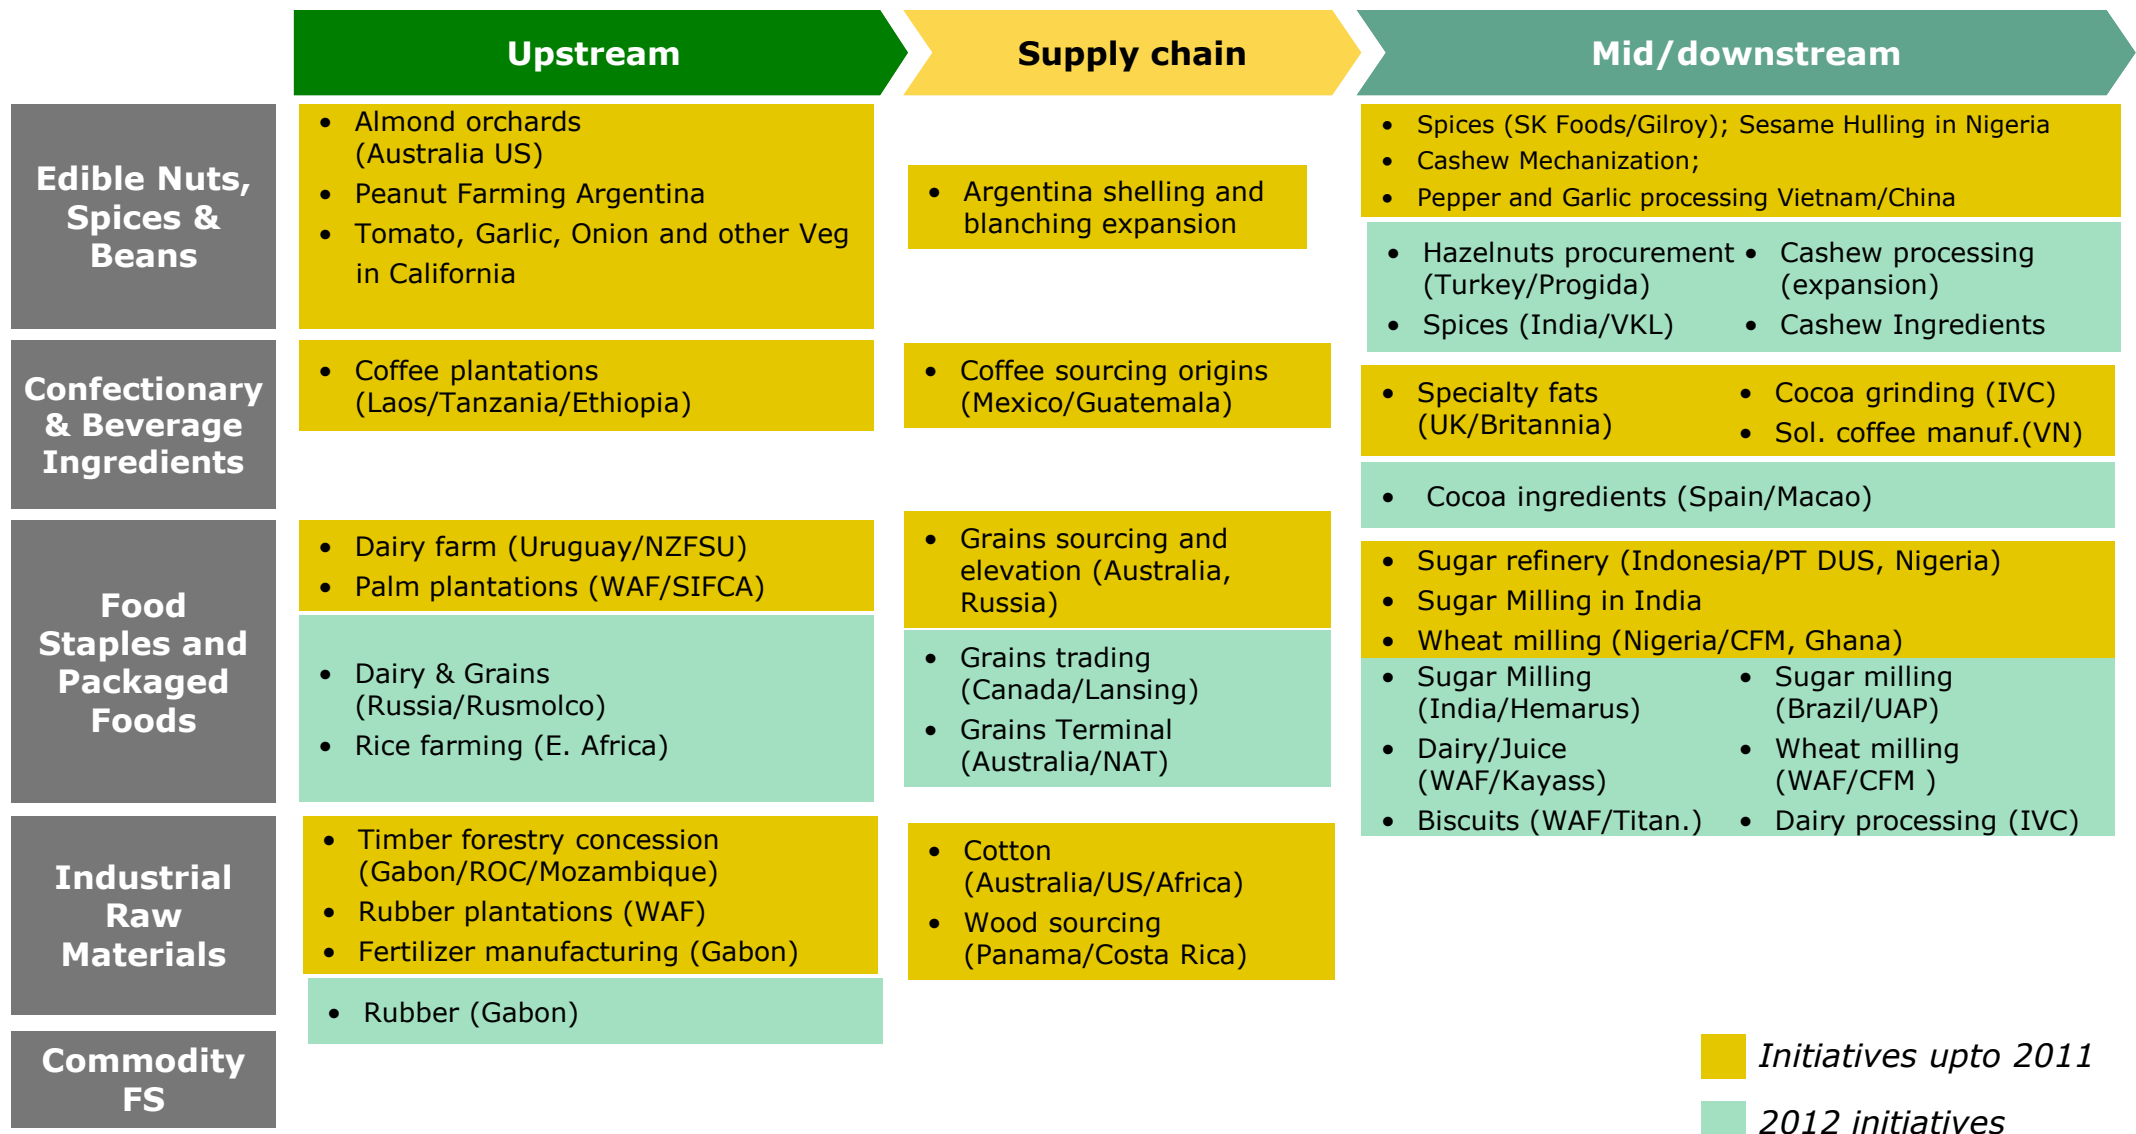 Upstream
Supply chain
Mid/downstream
Edible Nuts,
Spices &
Beans
• Almond orchards
(Australia US)
• Peanut Farming Argentina
• Tomato, Garlic, Onion and other Veg
in California
• Argentina shelling and
blanching expansion
• Spices (SK Foods/Gilroy); Sesame Hulling in Nigeria
• Cashew Mechanization;
• Pepper and Garlic processing Vietnam/China
• Hazelnuts procurement
(Turkey/Progida)
• Spices (India/VKL)
• Cashew processing
(expansion)
• Cashew Ingredients
Confectionary
& Beverage
Ingredients
• Coffee plantations
(Laos/Tanzania/Ethiopia)
• Coffee sourcing origins
(Mexico/Guatemala)
• Specialty fats
(UK/Britannia)
• Cocoa grinding (IVC)
• Sol. coffee manuf.(VN)
• Cocoa ingredients (Spain/Macao)
Food
Staples and
Packaged
Foods
• Dairy farm (Uruguay/NZFSU)
• Palm plantations (WAF/SIFCA)
• Dairy & Grains
(Russia/Rusmolco)
• Rice farming (E. Africa)
• Grains sourcing and
elevation (Australia,
Russia)
• Grains trading
(Canada/Lansing)
• Grains Terminal
(Australia/NAT)
• Sugar refinery (Indonesia/PT DUS, Nigeria)
• Sugar Milling in India
• Wheat milling (Nigeria/CFM, Ghana)
• Sugar Milling
(India/Hemarus)
• Dairy/Juice
(WAF/Kayass)
• Biscuits (WAF/Titan.)
• Sugar milling
(Brazil/UAP)
• Wheat milling
(WAF/CFM )
• Dairy processing (IVC)
Industrial
Raw
Materials
• Timber forestry concession
(Gabon/ROC/Mozambique)
• Rubber plantations (WAF)
• Fertilizer manufacturing (Gabon)
• Rubber (Gabon)
• Cotton
(Australia/US/Africa)
• Wood sourcing
(Panama/Costa Rica)
Commodity
FS
Initiatives upto 2011
2012 initiatives